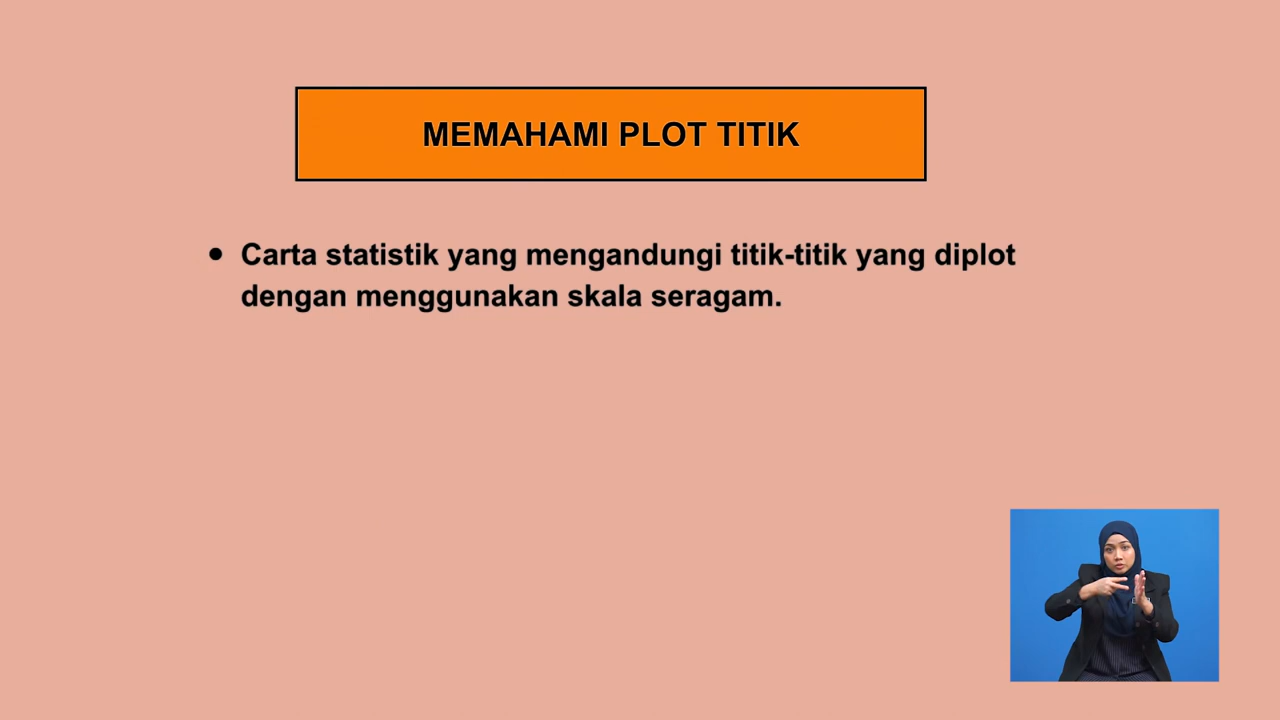 MEMAHAMI PLOT TITIK
• Carta statistik yang mengandungi titik-titik yang diplot
dengan menggunakan skala seragam.